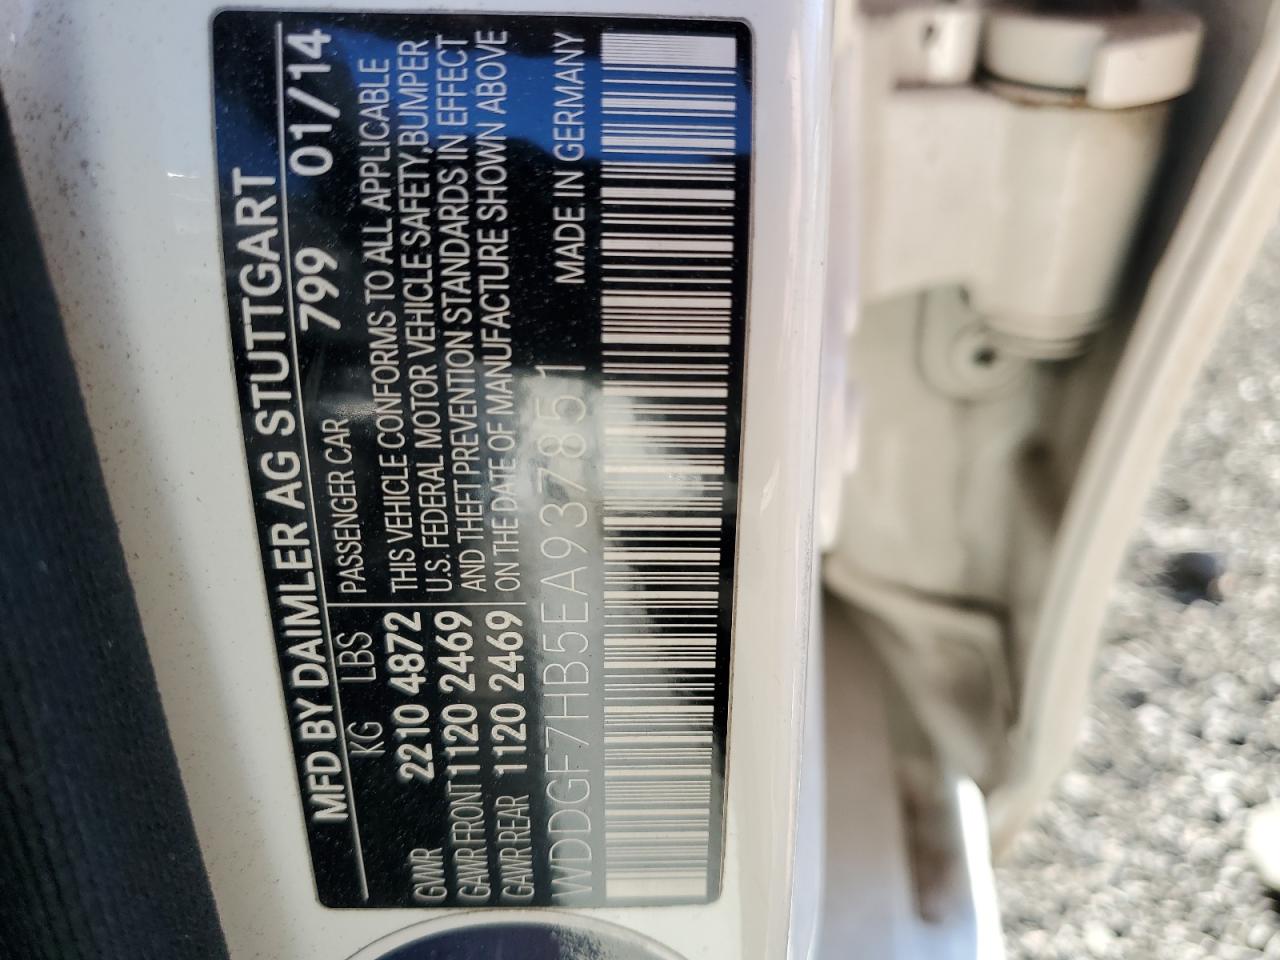 MFD BY DAIMLER AG STUTTGART
KG LBS 799 01/14
PASSENGER CAR
GVWR 2210 4872
GAWR FRONT 1120 2469
GAWR REAR 1120 2469
THIS VEHICLE CONFORMS TO ALL APPLICABLE
U.S. FEDERAL MOTOR VEHICLE SAFETY, BUMPER
AND THEFT PREVENTION STANDARDS IN EFFECT
ON THE DATE OF MANUFACTURE SHOWN ABOVE
WDDGF7HB5EA937851 MADE IN GERMANY